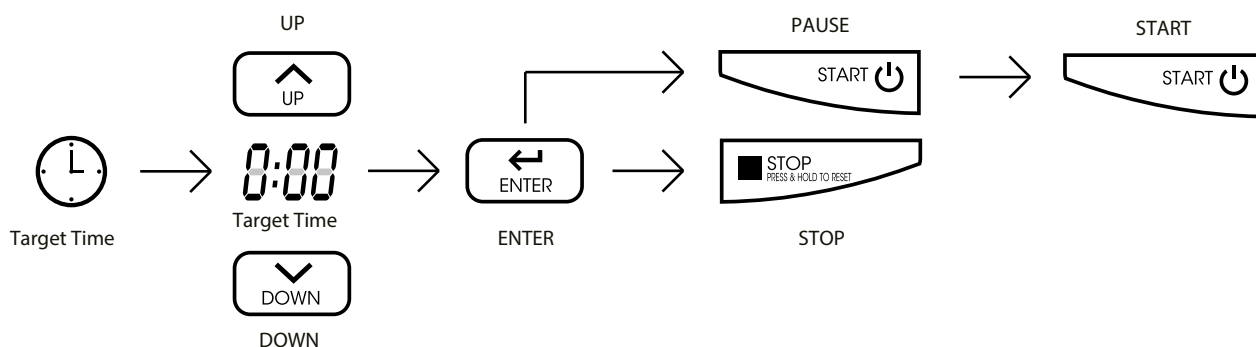 UP
PAUSE
START
UP
START
START
0:00
Target Time
ENTER
STOP
PRESS & HOLD TO RESET
Target Time
ENTER
STOP
DOWN
DOWN